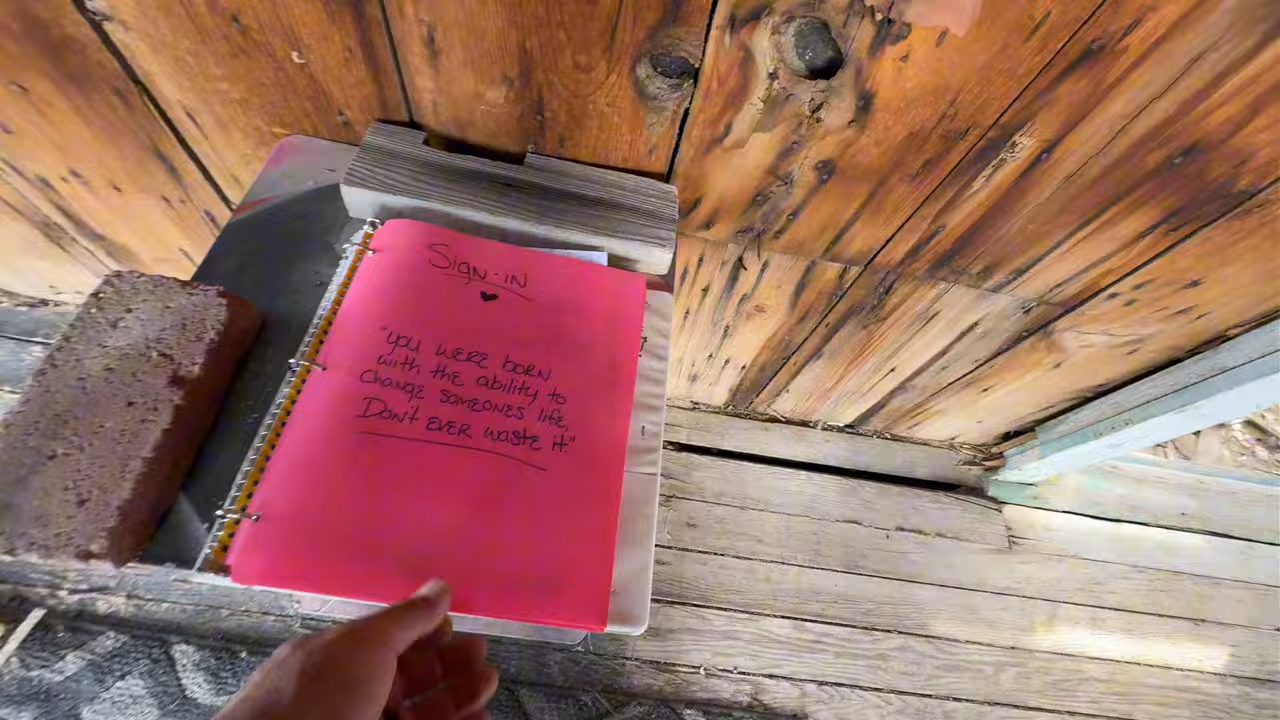 Sign-in
"you were born
with the ability to
change someones life,
Don't ever waste it."